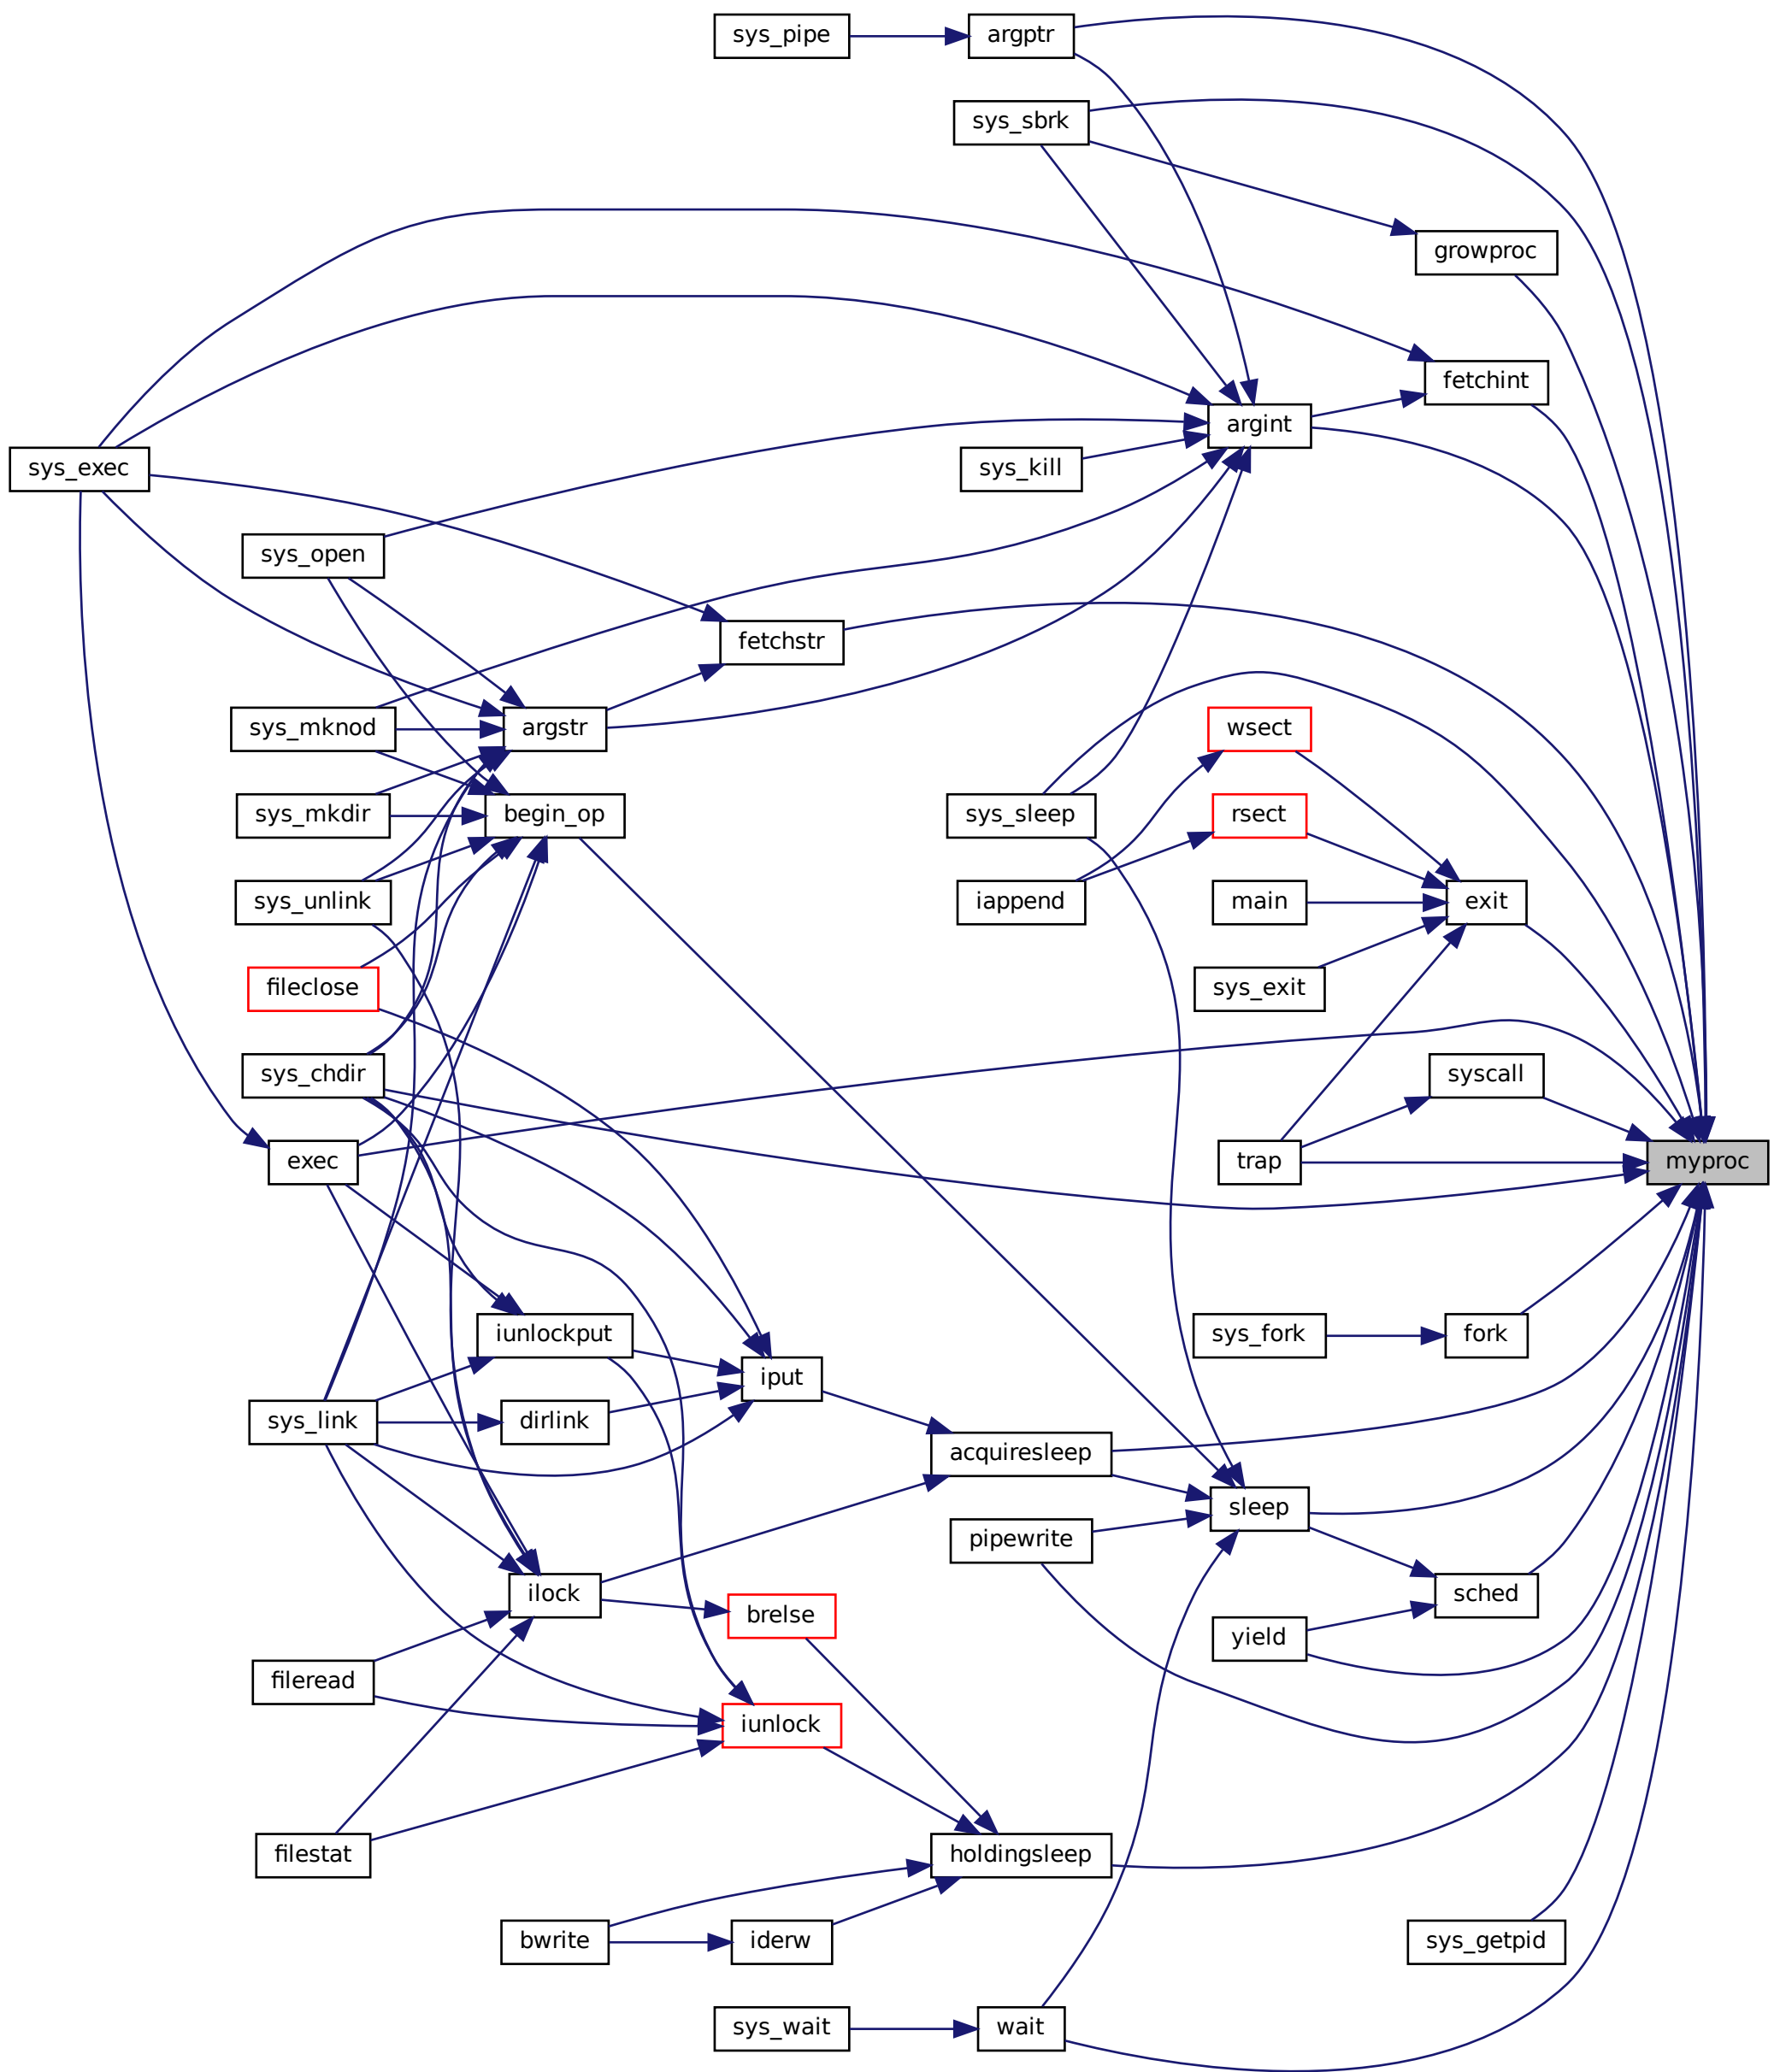 sys_pipe
argptr
sys_sbrk
growproc
fetchint
argint
sys_exec
sys_kill
sys_open
fetchstr
sys_mknod
argstr
wsect
sys_mkdir
begin_op
sys_sleep
rsect
sys_unlink
iappend
main
exit
fileclose
sys_exit
sys_chdir
syscall
exec
trap
myproc
iunlockput
sys_fork
fork
iput
sys_link
dirlink
acquiresleep
sleep
pipewrite
ilock
brelse
sched
yield
fileread
iunlock
filestat
holdingsleep
bwrite
iderw
sys_getpid
sys_wait
wait